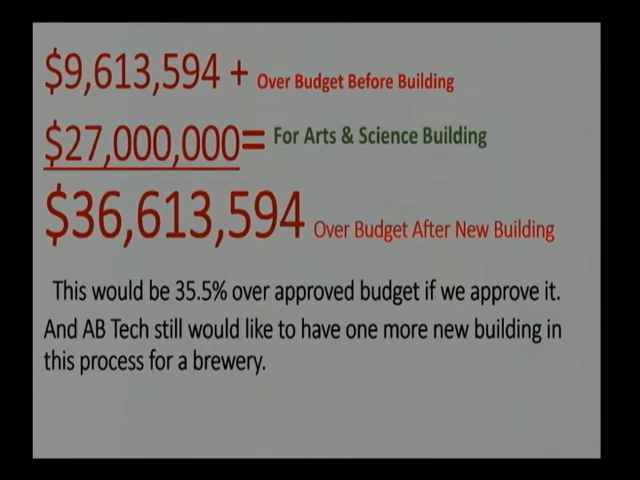 $9,613,594 + Over Budget Before Building
$27,000,000= For Arts & Science Building
$36,613,594 Over Budget After New Building
This would be 35.5% over approved budget if we approve it.
And AB Tech still would like to have one more new building in
this process for a brewery.